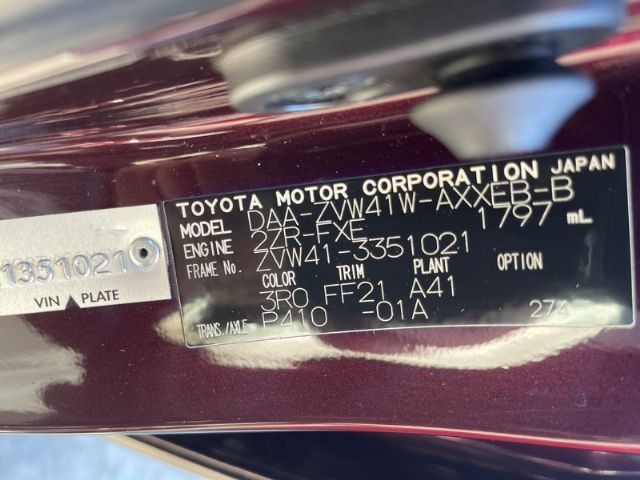 TOYOTA MOTOR CORPORATION JAPAN
MODEL DAA-ZVW41W-AXXEB-B
ENGINE 2ZR-FXE 1797 mL
FRAME No. ZVW41-3351021
COLOR TRIM PLANT OPTION
3R0 FF21 A41
TRANS./AXLE P410 -01A 274
1351021
VIN PLATE